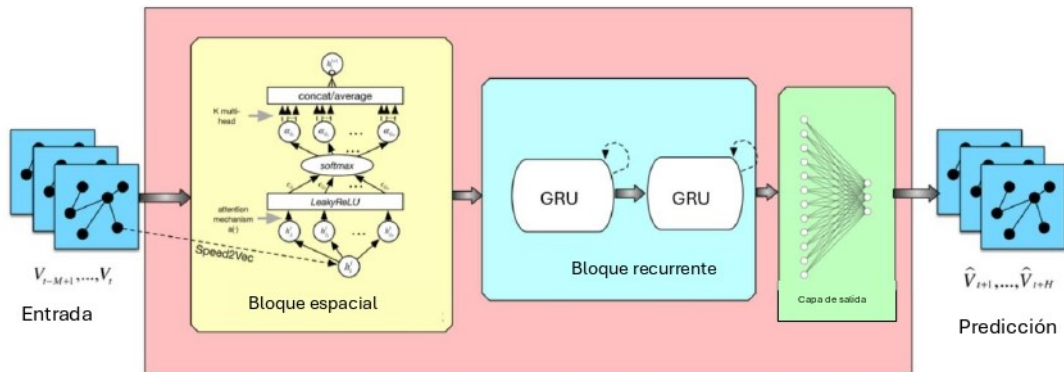 concat/average
K multi-
head
softmax
LeakyReLU
attention
mechanism
a(·)
Speed2Vec
V_{t-M+1},...,V_t
Entrada
Bloque espacial
GRU
GRU
Bloque recurrente
Capa de salida
V̂_{t+1},...,V̂_{t+H}
Predicción